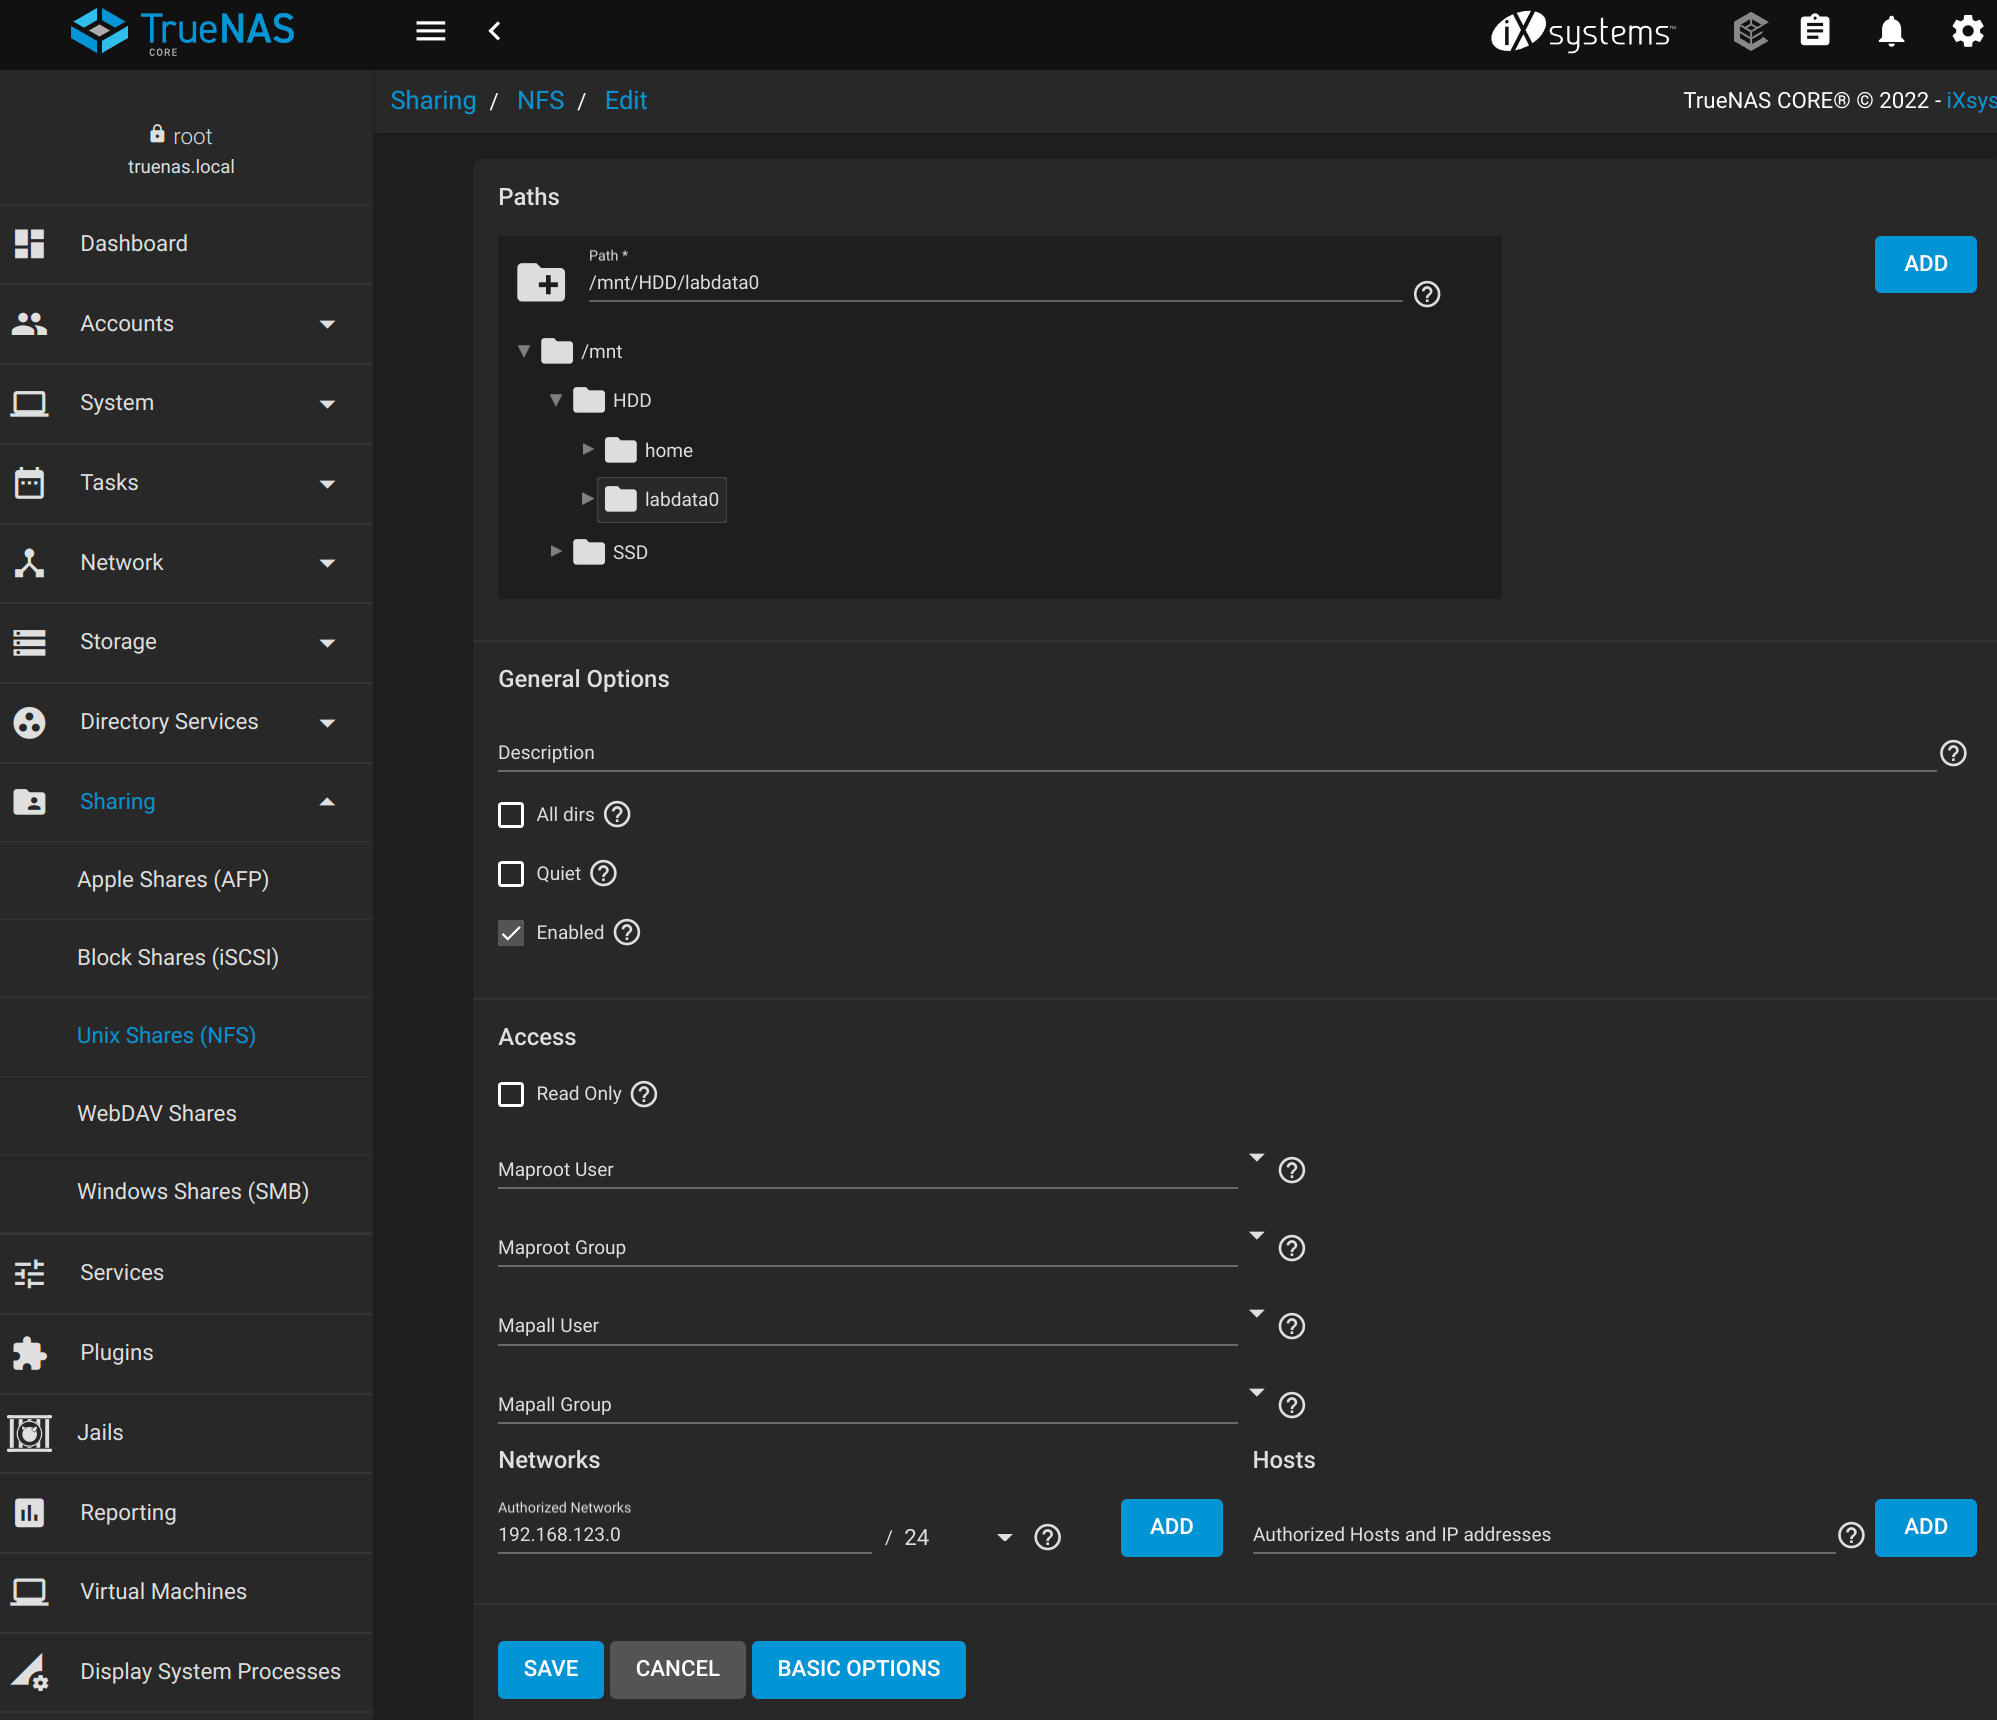 TrueNAS
CORE
iXsystems™
Sharing / NFS / Edit
TrueNAS CORE® © 2022 - iXsys
root
truenas.local
Dashboard
Accounts
System
Tasks
Network
Storage
Directory Services
Sharing
Apple Shares (AFP)
Block Shares (iSCSI)
Unix Shares (NFS)
WebDAV Shares
Windows Shares (SMB)
Services
Plugins
Jails
Reporting
Virtual Machines
Display System Processes
Paths
Path *
/mnt/HDD/labdata0
ADD
/mnt
HDD
home
labdata0
SSD
General Options
Description
All dirs
Quiet
Enabled
Access
Read Only
Maproot User
Maproot Group
Mapall User
Mapall Group
Networks
Authorized Networks
192.168.123.0 / 24
ADD
Hosts
Authorized Hosts and IP addresses
ADD
SAVE
CANCEL
BASIC OPTIONS